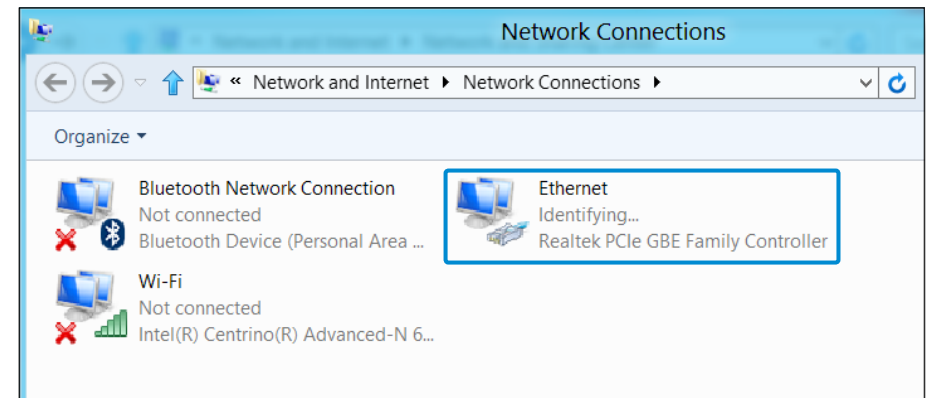 Network Connections
« Network and Internet ▸ Network Connections ▸
Organize
Bluetooth Network Connection
Not connected
Bluetooth Device (Personal Area ...
Ethernet
Identifying...
Realtek PCIe GBE Family Controller
Wi-Fi
Not connected
Intel(R) Centrino(R) Advanced-N 6...